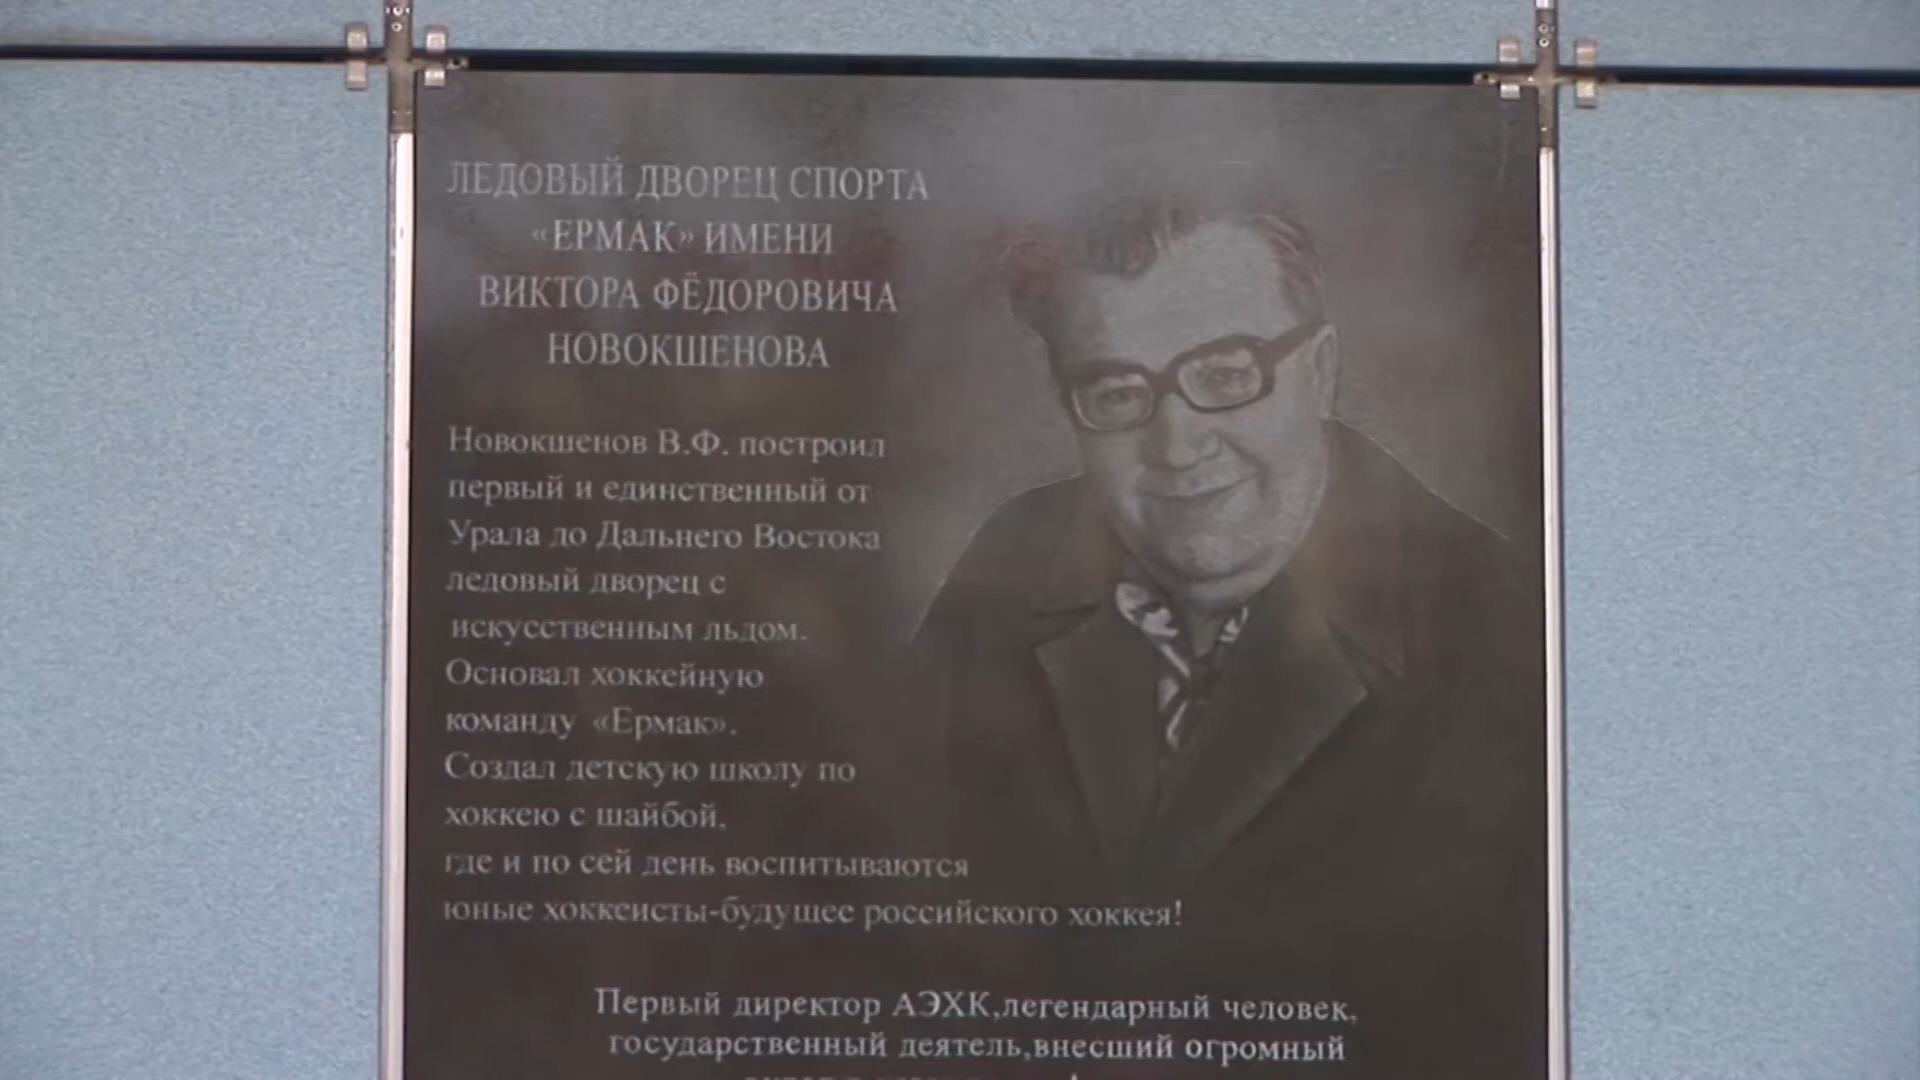 ЛЕДОВЫЙ ДВОРЕЦ СПОРТА
«ЕРМАК» ИМЕНИ
ВИКТОРА ФЁДОРОВИЧА
НОВОКШЕНОВА
Новокшенов В.Ф. построил
первый и единственный от
Урала до Дальнего Востока
ледовый дворец с
искусственным льдом.
Основал хоккейную
команду «Ермак».
Создал детскую школу по
хоккею с шайбой,
где и по сей день воспитываются
юные хоккеисты-будущее российского хоккея!
Первый директор АЭХК,легендарный человек,
государственный деятель,внесший огромный